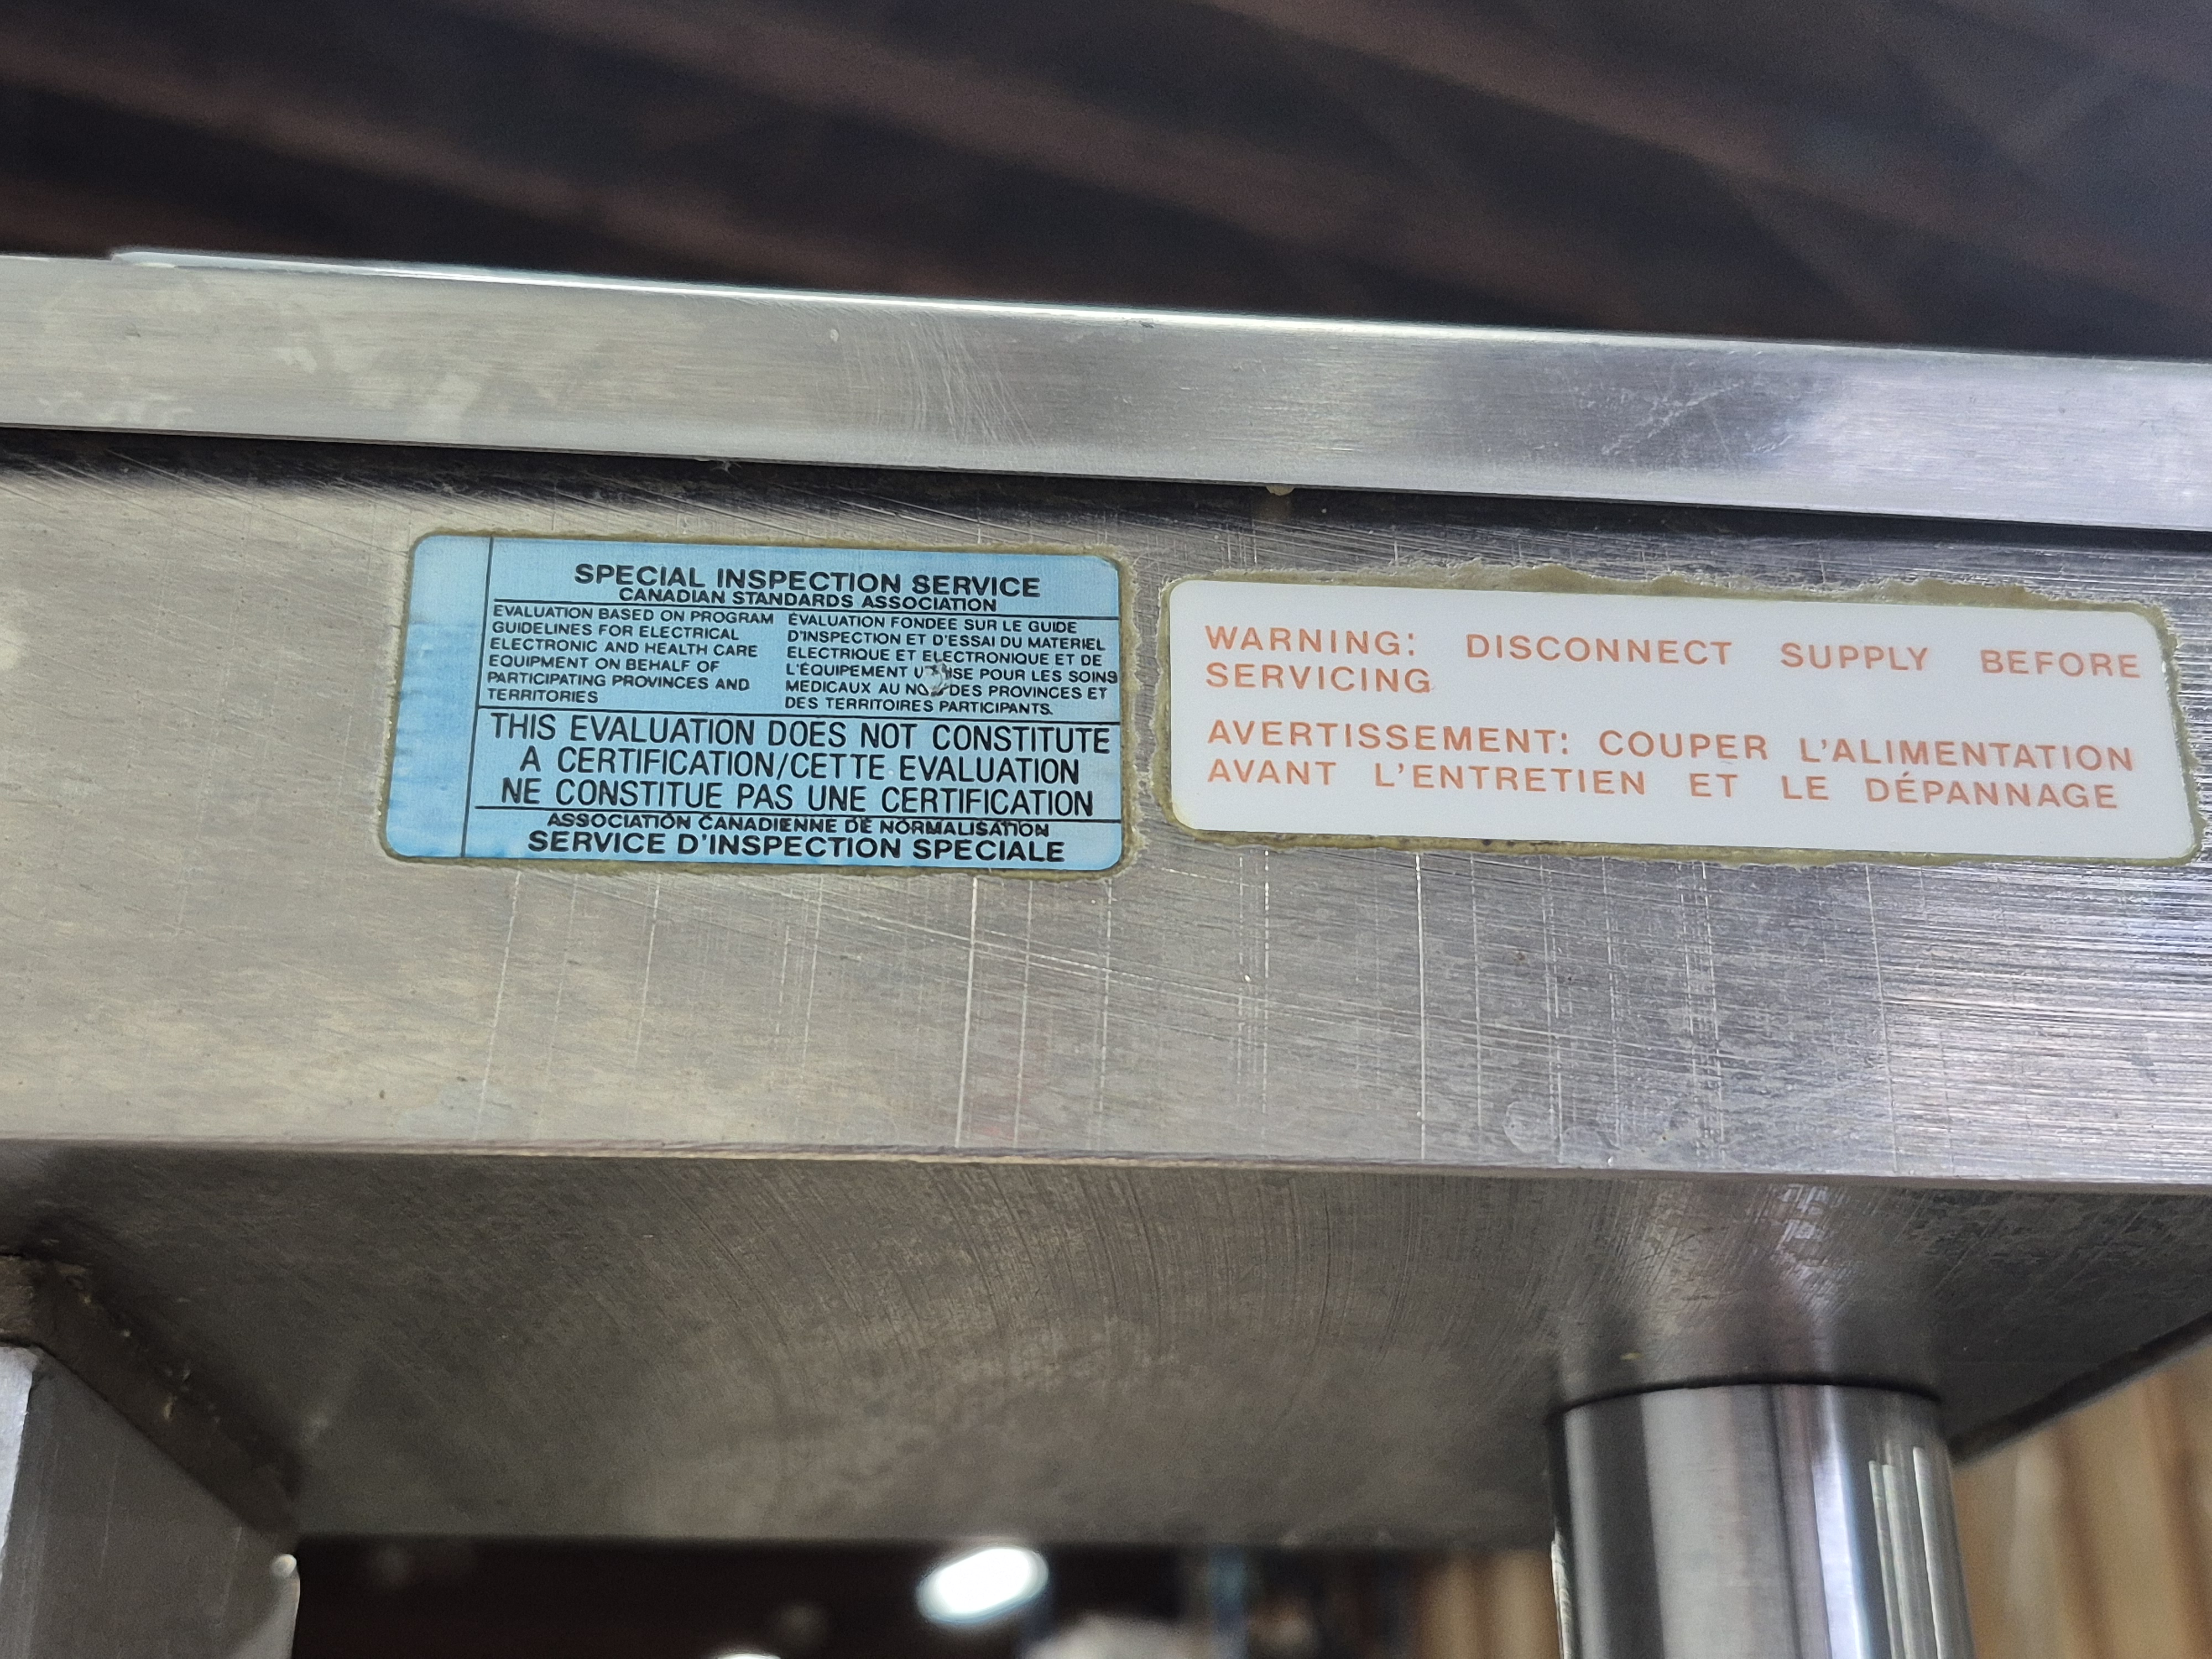 SPECIAL INSPECTION SERVICE
CANADIAN STANDARDS ASSOCIATION
EVALUATION BASED ON PROGRAM
GUIDELINES FOR ELECTRICAL
ELECTRONIC AND HEALTH CARE
EQUIPMENT ON BEHALF OF
PARTICIPATING PROVINCES AND
TERRITORIES
ÉVALUATION FONDEE SUR LE GUIDE
D'INSPECTION ET D'ESSAI DU MATERIEL
ELECTRIQUE ET ELECTRONIQUE ET DE
L'ÉQUIPEMENT POUR LES SOINS
MEDICAUX AU DES PROVINCES ET
DES TERRITOIRES PARTICIPANTS.
THIS EVALUATION DOES NOT CONSTITUTE
A CERTIFICATION/CETTE EVALUATION
NE CONSTITUE PAS UNE CERTIFICATION
ASSOCIATION CANADIENNE DE NORMALISATION
SERVICE D'INSPECTION SPECIALE
WARNING: DISCONNECT SUPPLY BEFORE
SERVICING
AVERTISSEMENT: COUPER L'ALIMENTATION
AVANT L'ENTRETIEN ET LE DÉPANNAGE